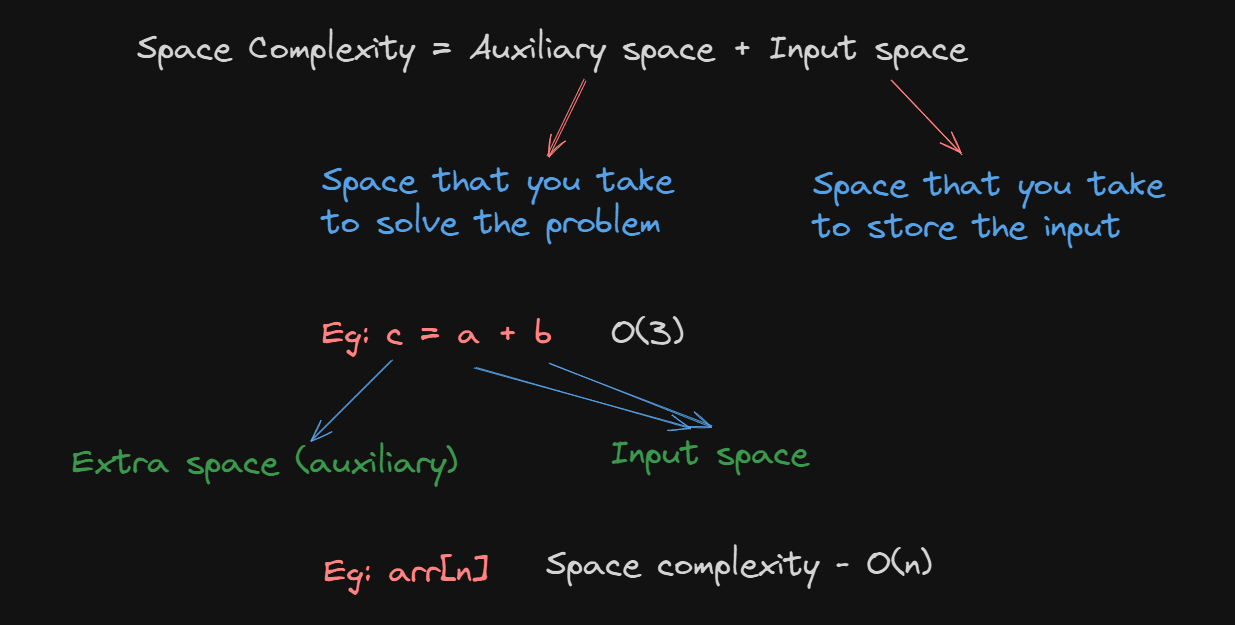 Space Complexity = Auxiliary space + Input space
Space that you take
to solve the problem
Space that you take
to store the input
Eg: c = a + b
O(3)
Extra space (auxiliary)
Input space
Eg: arr[n]
Space complexity - O(n)